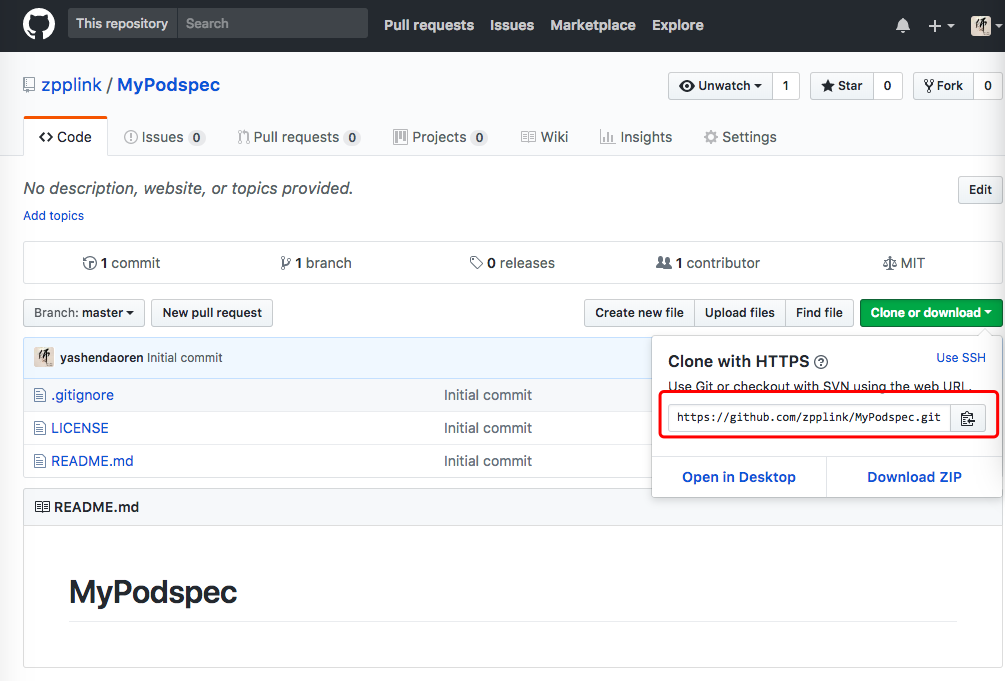 This repository Search Pull requests Issues Marketplace Explore
zpplink / MyPodspec Unwatch 1 Star 0 Fork 0
Code Issues 0 Pull requests 0 Projects 0 Wiki Insights Settings
No description, website, or topics provided. Edit
Add topics
1 commit 1 branch 0 releases 1 contributor MIT
Branch: master New pull request Create new file Upload files Find file Clone or download
yashendaoren Initial commit
.gitignore Initial commit
LICENSE Initial commit
README.md Initial commit
Clone with HTTPS ? Use SSH
Use Git or checkout with SVN using the web URL.
https://github.com/zpplink/MyPodspec.git
Open in Desktop Download ZIP
README.md
MyPodspec